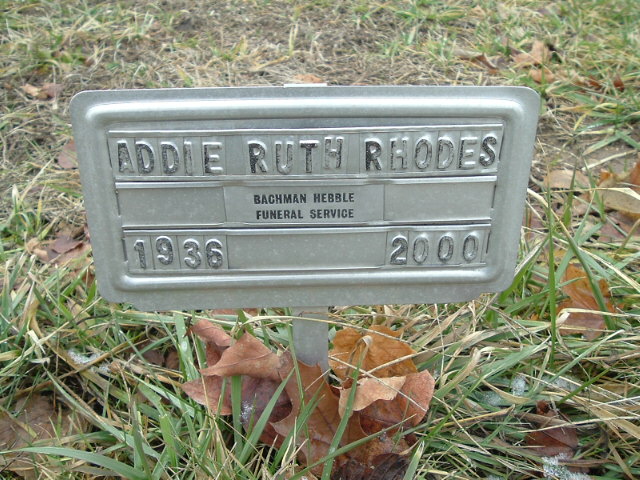 ADDIE RUTH RHODES
BACHMAN HEBBLE
FUNERAL SERVICE
1936 2000